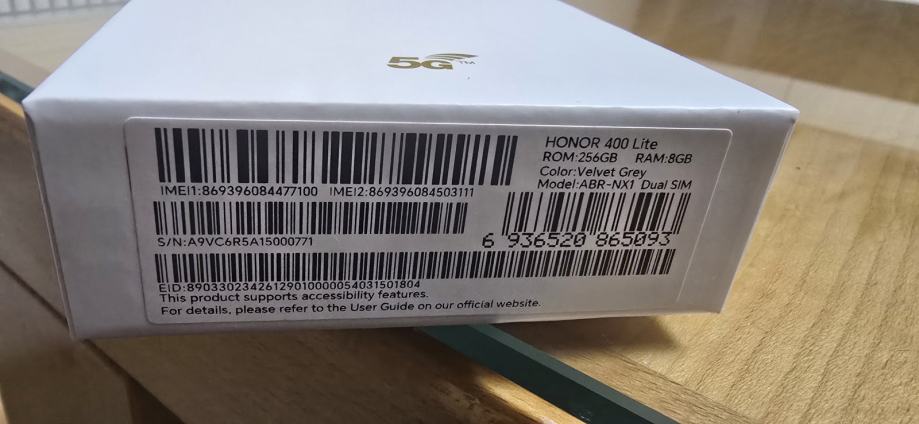 5G™
HONOR 400 Lite
ROM:256GB RAM:8GB
Color:Velvet Grey
Model:ABR-NX1 Dual SIM
IMEI1:869396084477100 IMEI2:869396084503111
S/N:A9VC6R5A15000771
6 936520 865093
EID:89033023426129010000054031501804
This product supports accessibility features.
For details, please refer to the User Guide on our official website.